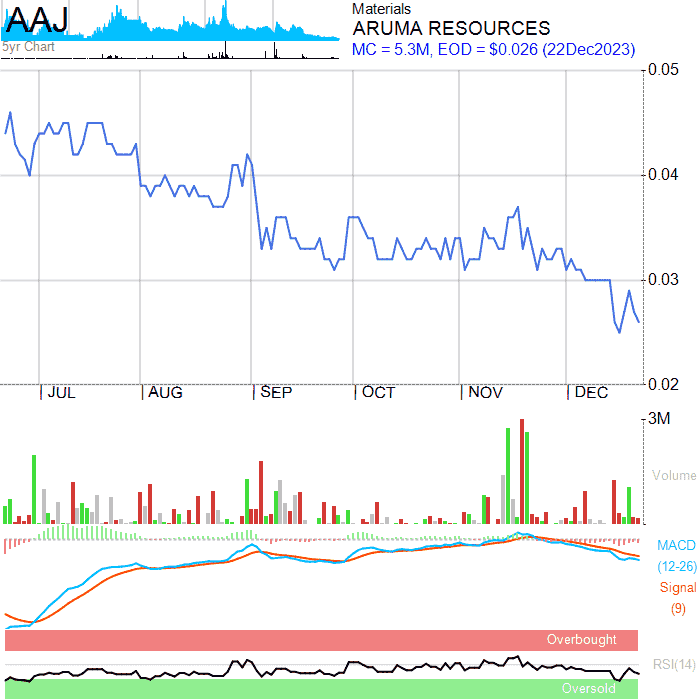 AAJ
5yr Chart
Materials
ARUMA RESOURCES
MC = 5.3M, EOD = $0.026 (22Dec2023)
0.05
0.04
0.03
0.02
JUL AUG SEP OCT NOV DEC
3M
Volume
MACD
(12-26)
Signal
(9)
Overbought
RSI(14)
Oversold